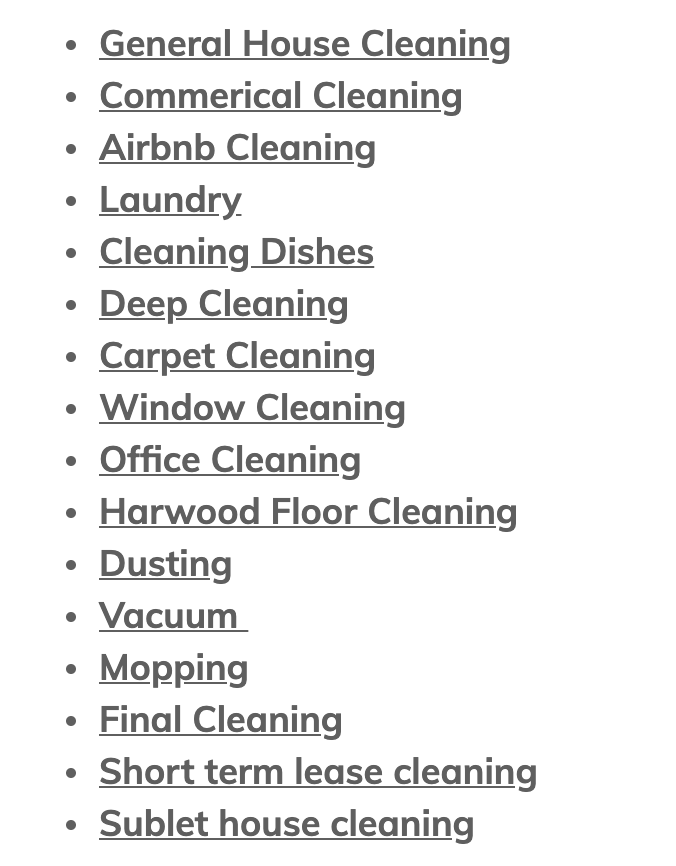 General House Cleaning
Commerical Cleaning
Airbnb Cleaning
Laundry
Cleaning Dishes
Deep Cleaning
Carpet Cleaning
Window Cleaning
Office Cleaning
Harwood Floor Cleaning
Dusting
Vacuum
Mopping
Final Cleaning
Short term lease cleaning
Sublet house cleaning